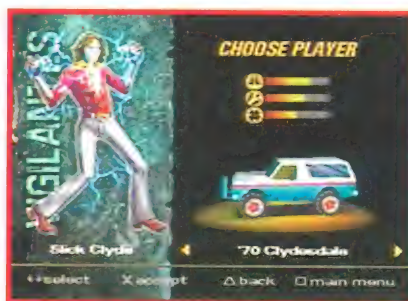 VIGILANTES
CHOOSE PLAYER
Slick Clyde
'70 Clydesdale
select
X accept
△ back
□ main menu